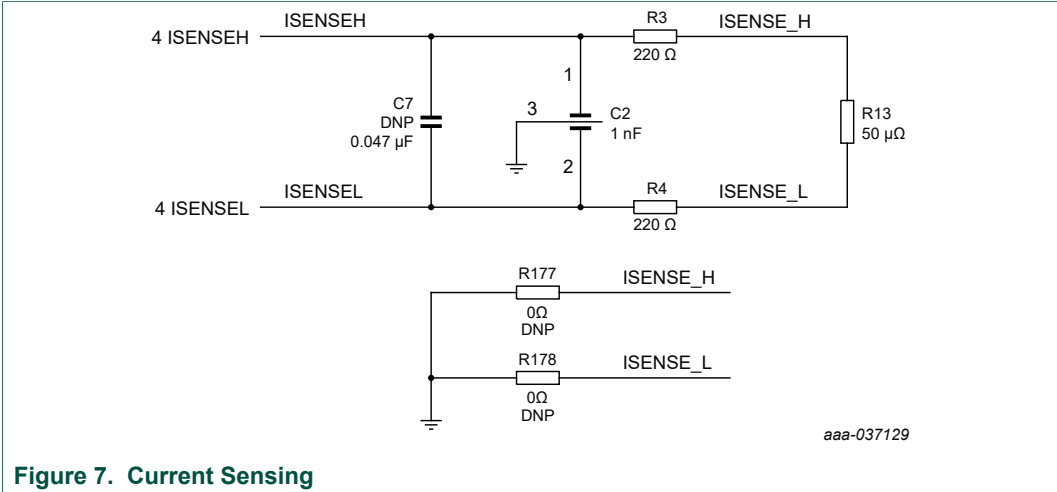 ISENSEH
R3
ISENSE_H
4 ISENSEH
220 Ω
1
C7
DNP
0.047 µF
3
C2
1 nF
R13
50 µΩ
2
ISENSEL
R4
ISENSE_L
4 ISENSEL
220 Ω
R177
ISENSE_H
0Ω
DNP
R178
ISENSE_L
0Ω
DNP
aaa-037129
Figure 7. Current Sensing